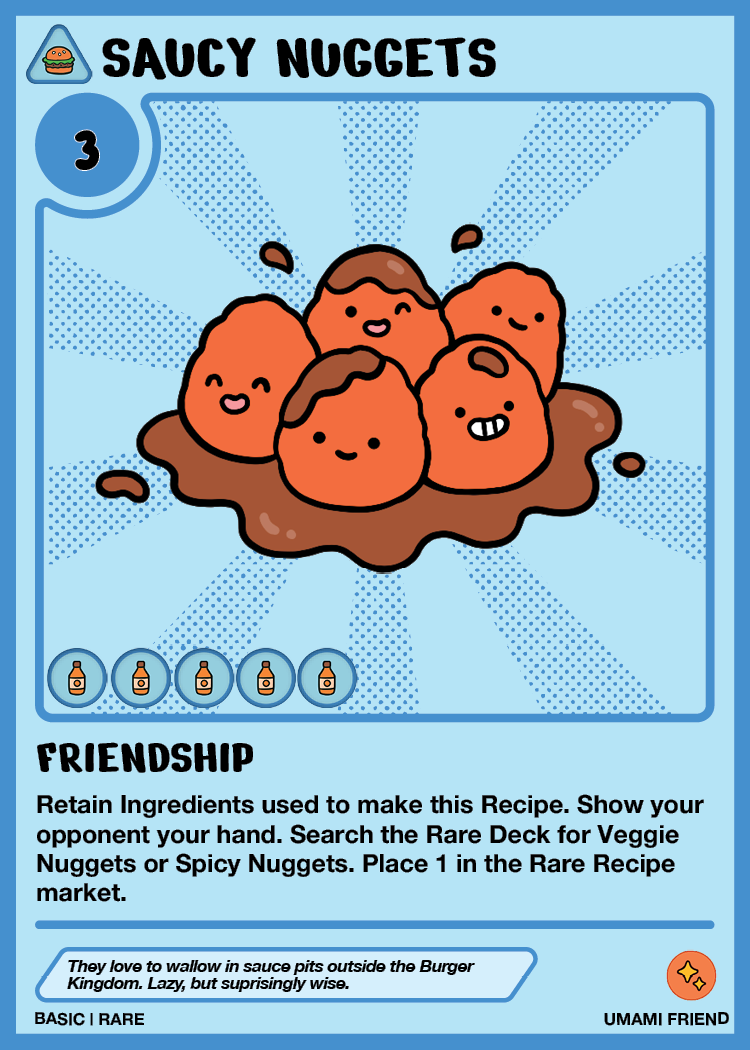 SAUCY NUGGETS
3
FRIENDSHIP
Retain Ingredients used to make this Recipe. Show your
opponent your hand. Search the Rare Deck for Veggie
Nuggets or Spicy Nuggets. Place 1 in the Rare Recipe
market.
They love to wallow in sauce pits outside the Burger
Kingdom. Lazy, but suprisingly wise.
BASIC | RARE
UMAMI FRIEND